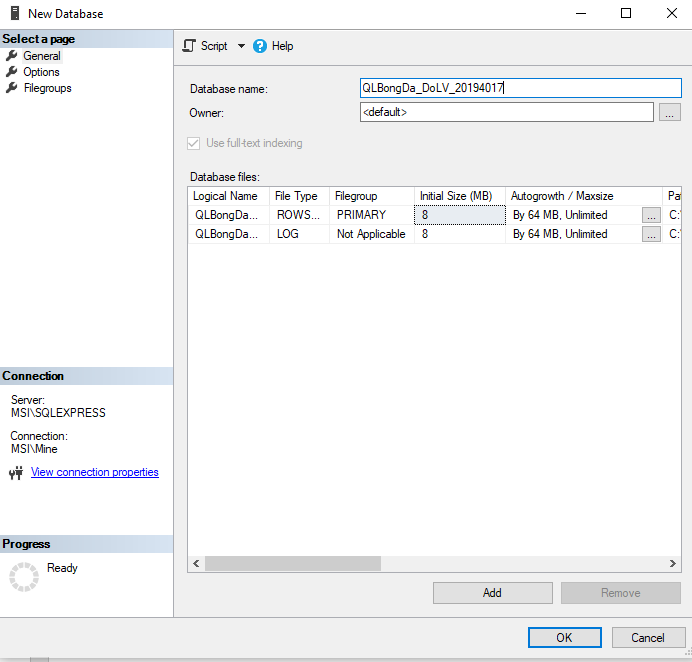 New Database
Select a page
General
Options
Filegroups
Script
Help
Database name:
QLBongDa_DoLV_20194017
Owner:
<default>
...
Use full-text indexing
Database files:
Logical Name File Type Filegroup Initial Size (MB) Autogrowth / Maxsize Pa
QLBongDa... ROWS... PRIMARY 8 By 64 MB, Unlimited ... C:\
QLBongDa... LOG Not Applicable 8 By 64 MB, Unlimited ... C:\
Connection
Server:
MSI\SQLEXPRESS
Connection:
MSI\Mine
View connection properties
Progress
Ready
Add Remove
OK Cancel